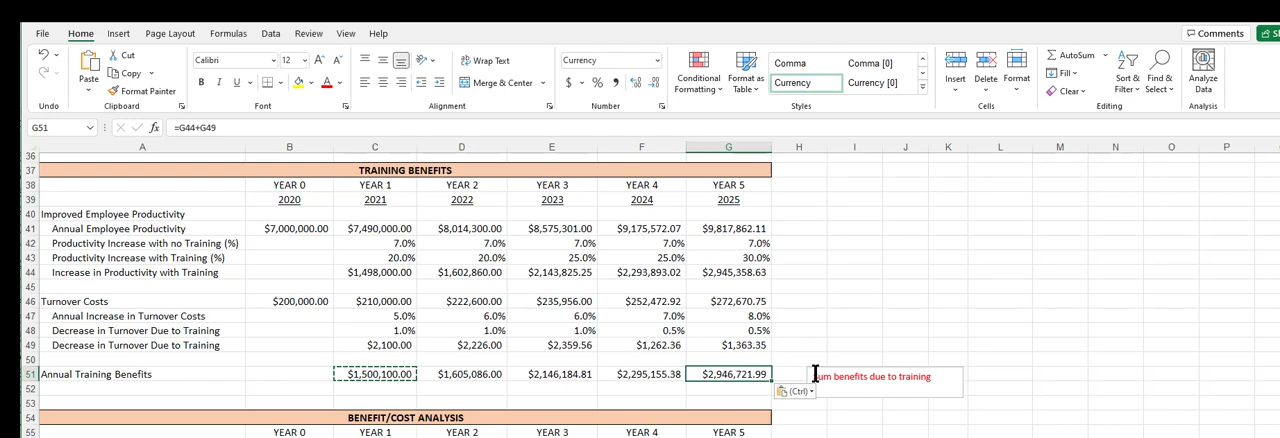 File Home Insert Page Layout Formulas Data Review View Help Comments
Cut
Copy
Format Painter
Paste
Calibri 12
B I U
Wrap Text
Merge & Center
Currency
$ % ,
Conditional Formatting
Format as Table
Comma Comma [0]
Currency Currency [0]
Insert Delete Format
AutoSum
Fill
Clear
Sort & Filter
Find & Select
Analyze Data
Undo Clipboard Font Alignment Number Styles Cells Editing Analysis
G51 fx =G44+G49
A B C D E F G H I J K L M N O P
36
37 TRAINING BENEFITS
38 YEAR 0 YEAR 1 YEAR 2 YEAR 3 YEAR 4 YEAR 5
39 2020 2021 2022 2023 2024 2025
40 Improved Employee Productivity
41 Annual Employee Productivity $7,000,000.00 $7,490,000.00 $8,014,300.00 $8,575,301.00 $9,175,572.07 $9,817,862.11
42 Productivity Increase with no Training (%) 7.0% 7.0% 7.0% 7.0% 7.0%
43 Productivity Increase with Training (%) 20.0% 20.0% 25.0% 25.0% 30.0%
44 Increase in Productivity with Training $1,498,000.00 $1,602,860.00 $2,143,825.25 $2,293,893.02 $2,945,358.63
45
46 Turnover Costs $200,000.00 $210,000.00 $222,600.00 $235,956.00 $252,472.92 $272,670.75
47 Annual Increase in Turnover Costs 5.0% 6.0% 6.0% 7.0% 8.0%
48 Decrease in Turnover Due to Training 1.0% 1.0% 1.0% 0.5% 0.5%
49 Decrease in Turnover Due to Training $2,100.00 $2,226.00 $2,359.56 $1,262.36 $1,363.35
50
51 Annual Training Benefits $1,500,100.00 $1,605,086.00 $2,146,184.81 $2,295,155.38 $2,946,721.99 um benefits due to training
52 (Ctrl)
53
54 BENEFIT/COST ANALYSIS
55 YEAR 0 YEAR 1 YEAR 2 YEAR 3 YEAR 4 YEAR 5